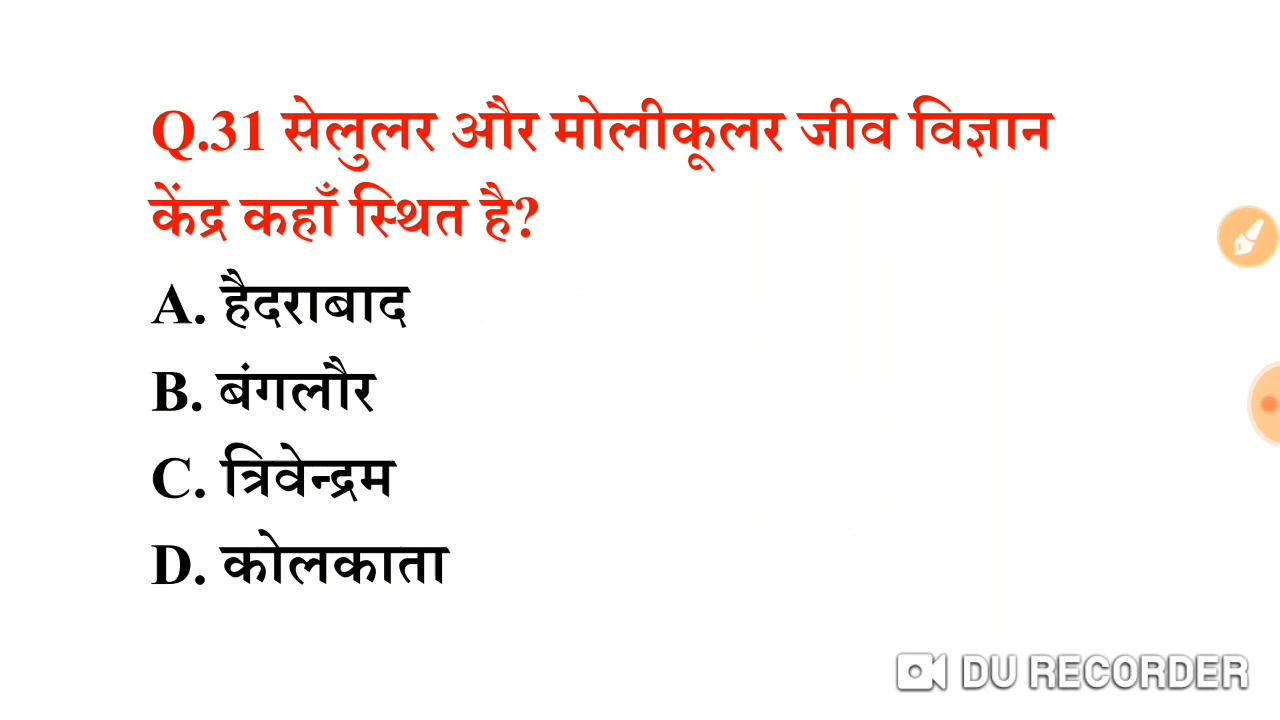 Q.31 सेलुलर और मोलीकूलर जीव विज्ञान
केंद्र कहाँ स्थित है?
A. हैदराबाद
B. बंगलौर
C. त्रिवेन्द्रम
D. कोलकाता
DU RECORDER